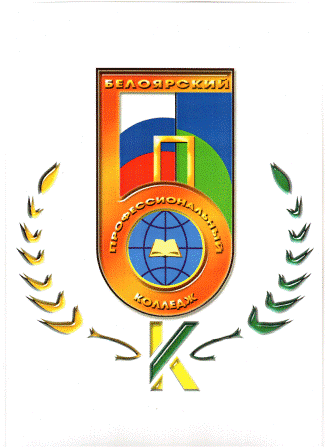 БЕЛОЯРСКИЙ
П
ПРОФЕССИОНАЛЬНЫЙ
КОЛЛЕДЖ
К